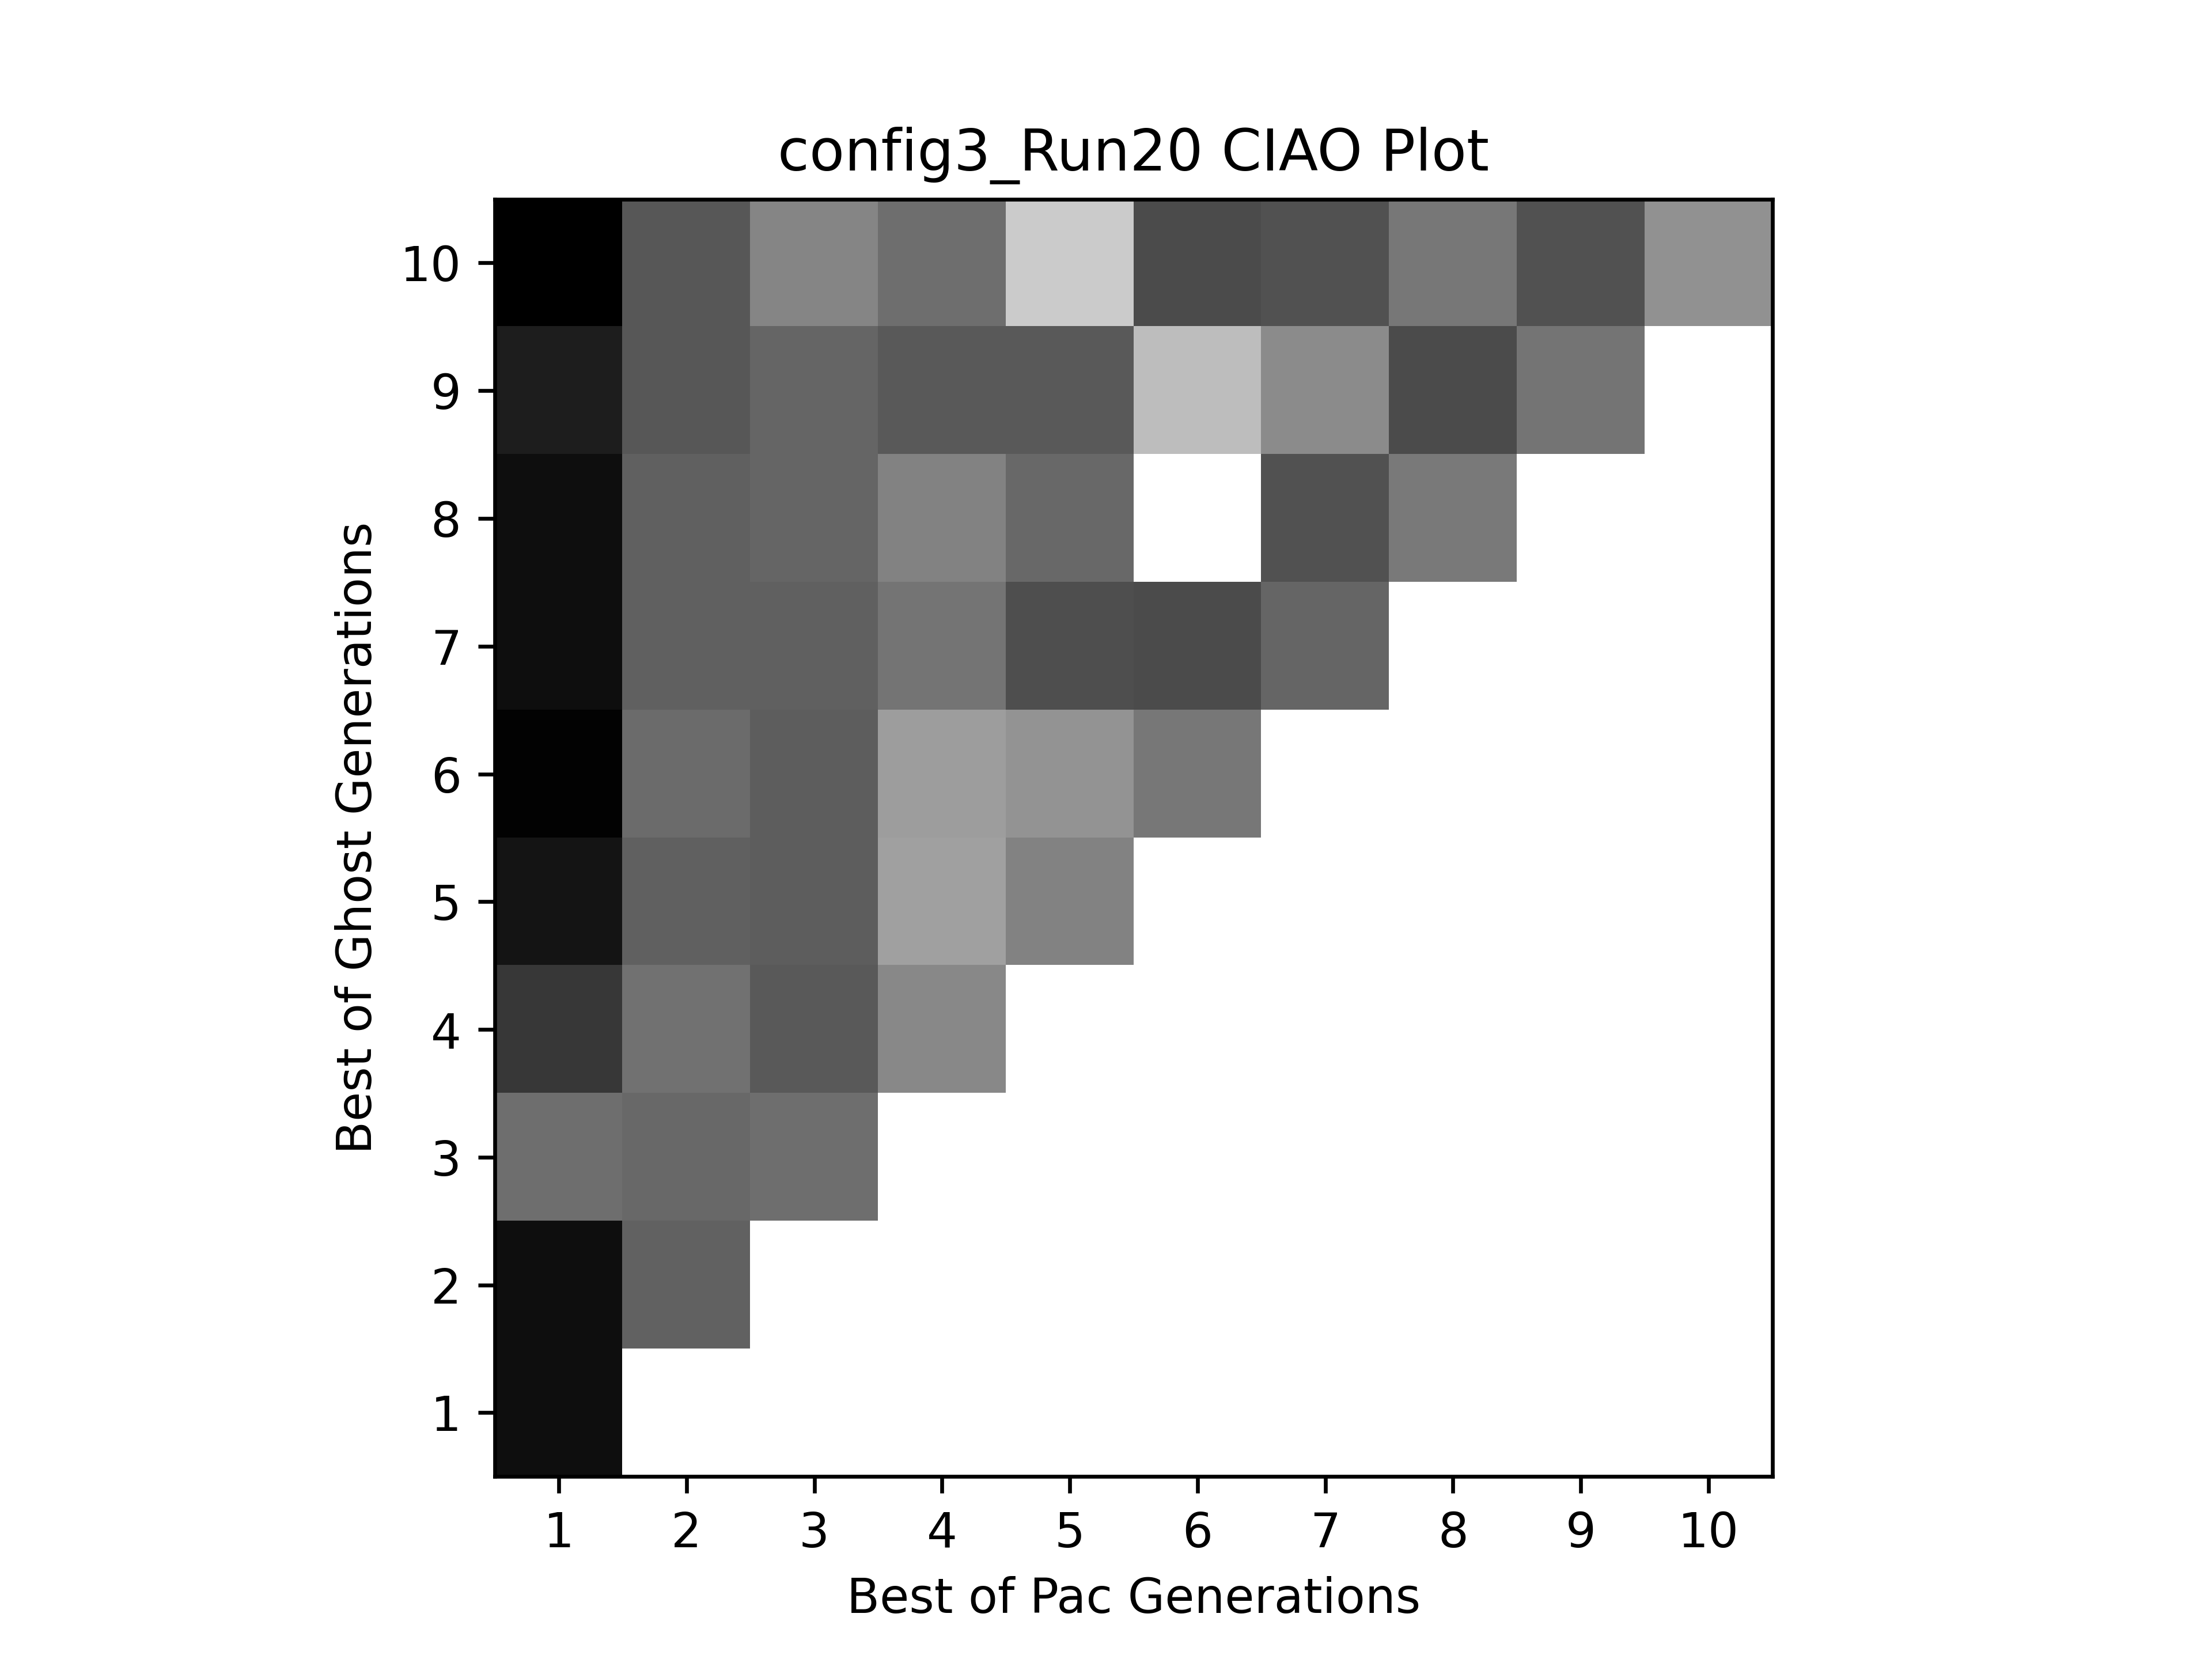 config3_Run20 CIAO Plot
10
9
8
7
6
5
4
3
2
1
Best of Ghost Generations
1 2 3 4 5 6 7 8 9 10
Best of Pac Generations